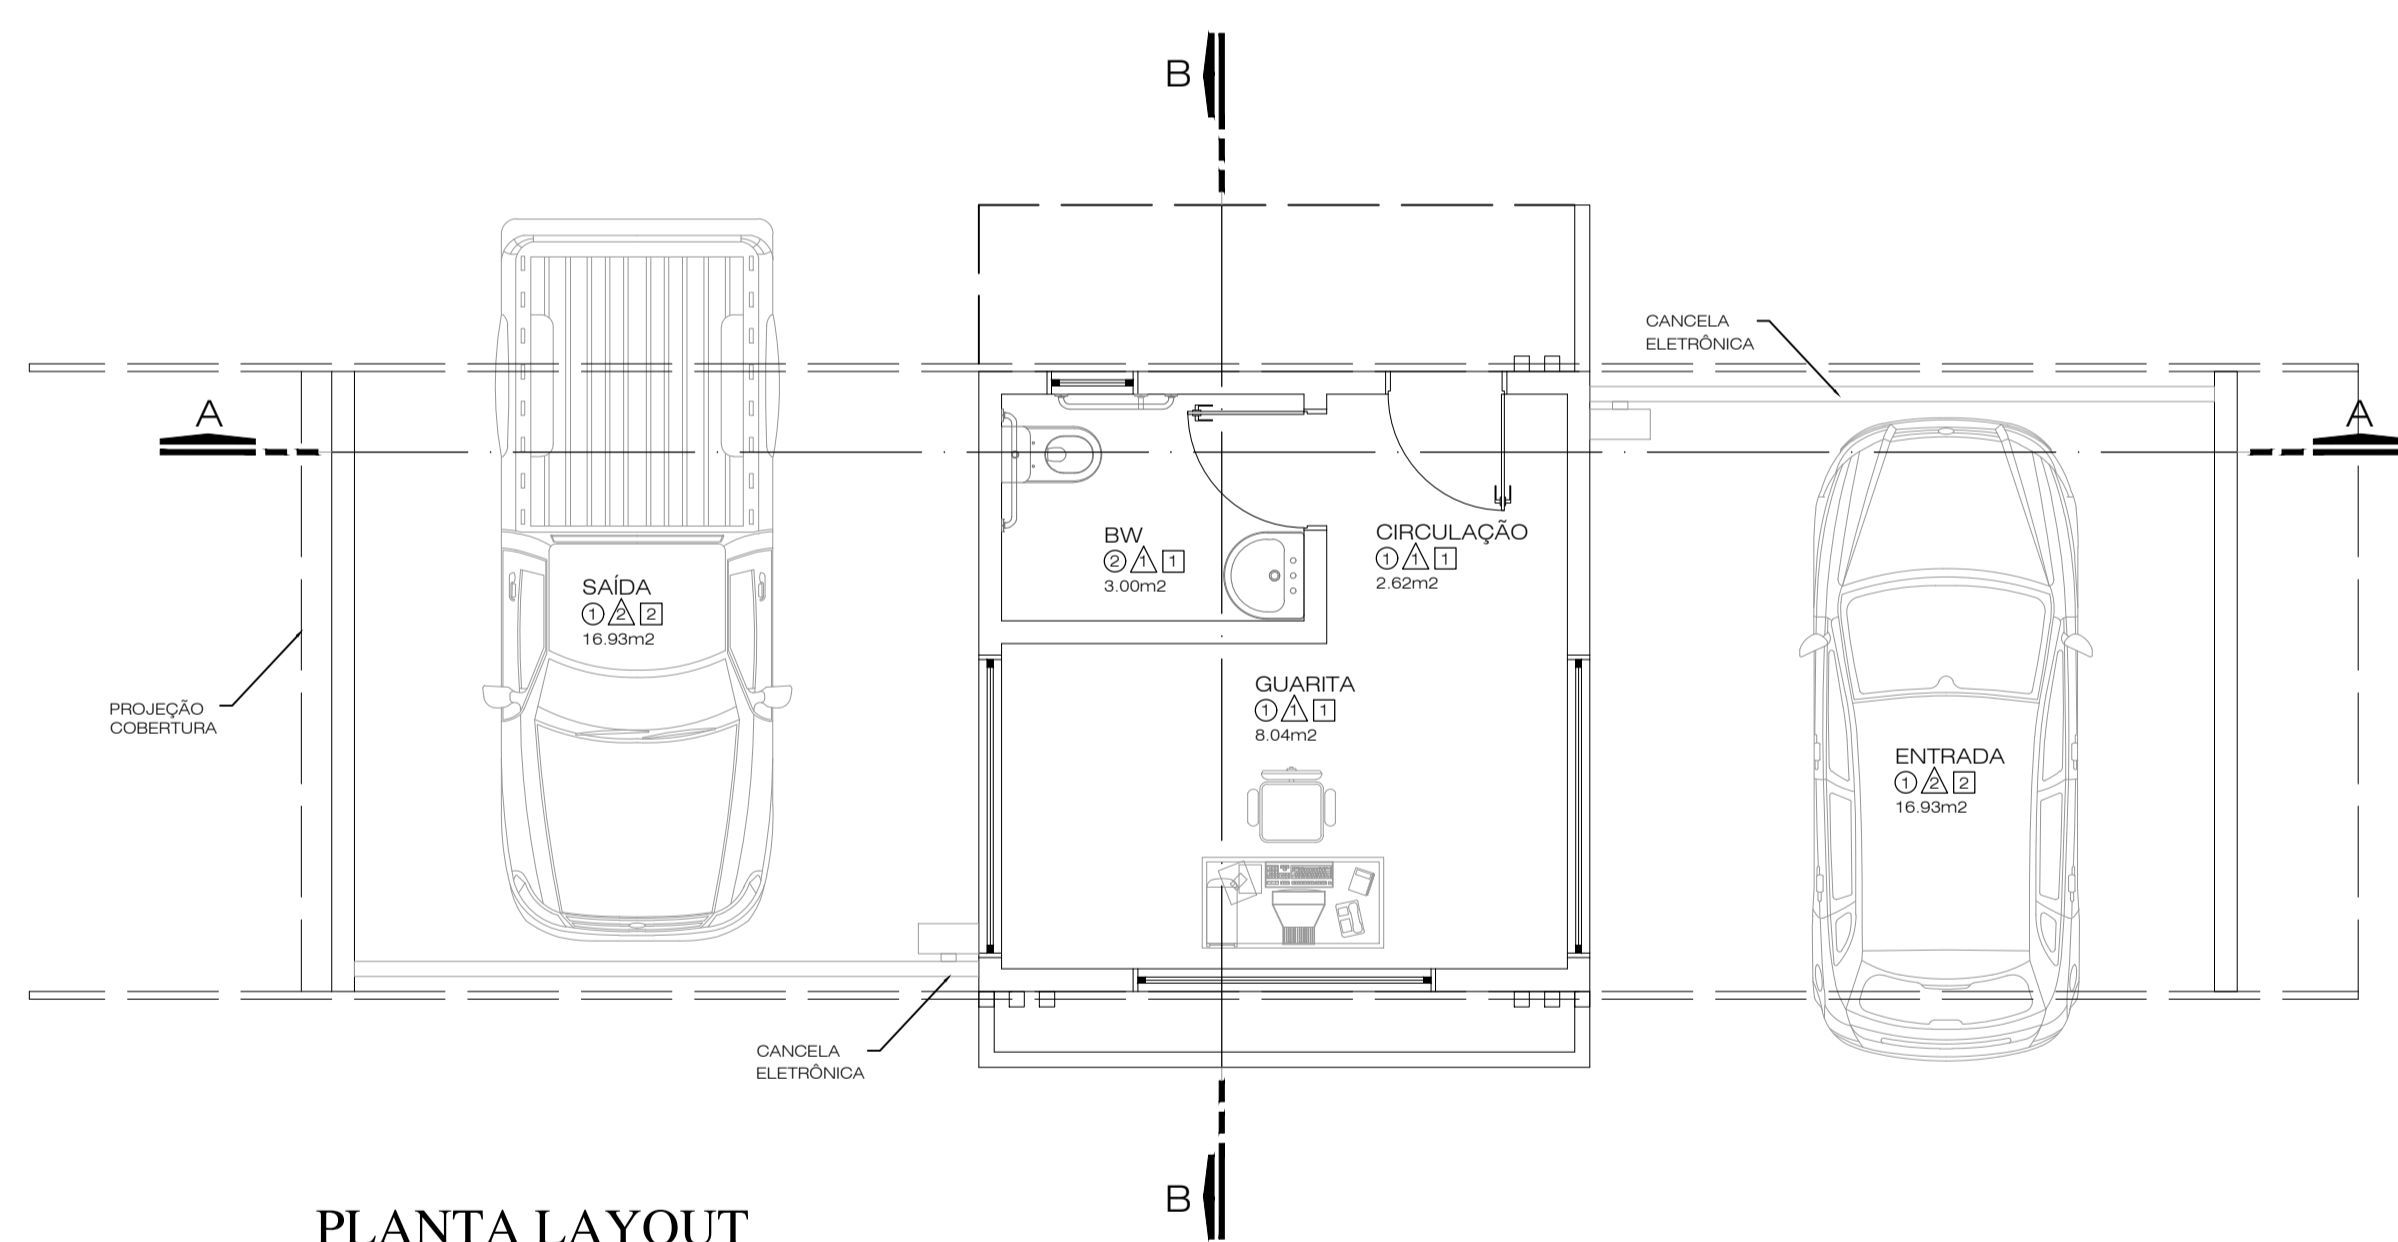 B
CANCELA
ELETRÔNICA
A
A
BW
2 1 1
3.00m2
CIRCULAÇÃO
1 1 1
2.62m2
SAÍDA
1 2 2
16.93m2
PROJEÇÃO
COBERTURA
GUARITA
1 1 1
8.04m2
ENTRADA
1 2 2
16.93m2
CANCELA
ELETRÔNICA
B
PLANTA LAYOUT